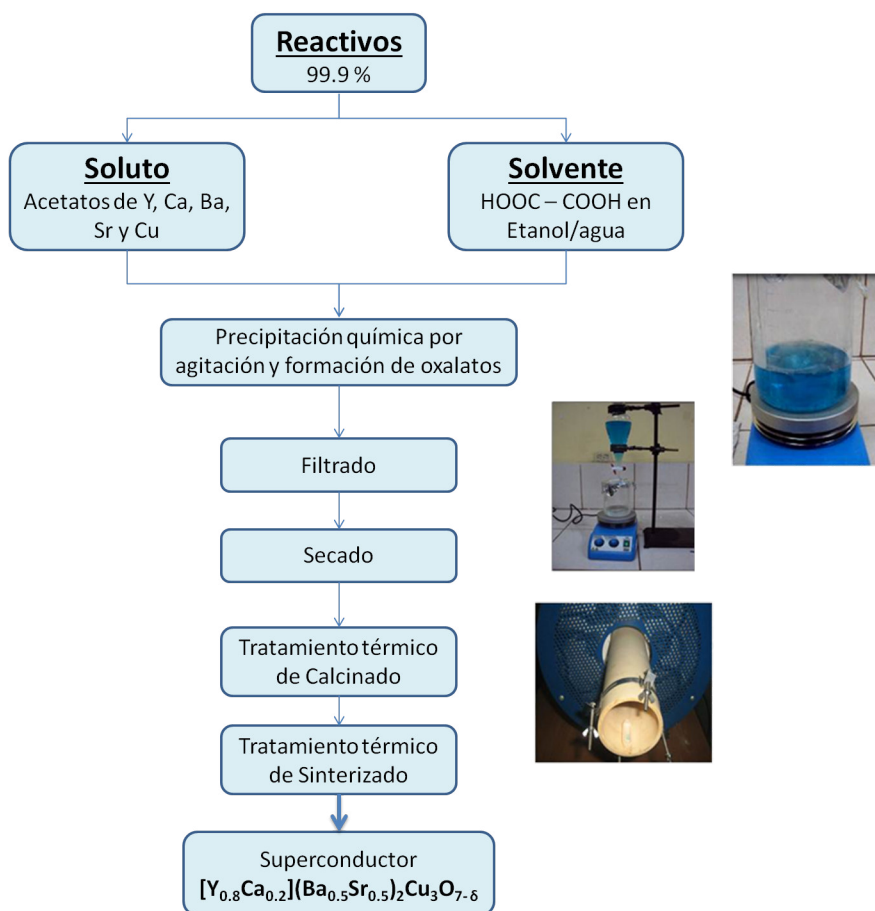 Reactivos
99.9 %
Soluto
Acetatos de Y, Ca, Ba,
Sr y Cu
Solvente
HOOC – COOH en
Etanol/agua
Precipitación química por
agitación y formación de oxalatos
Filtrado
Secado
Tratamiento térmico
de Calcinado
Tratamiento térmico
de Sinterizado
Superconductor
[Y₀.₈Ca₀.₂](Ba₀.₅Sr₀.₅)₂Cu₃O₇₋δ